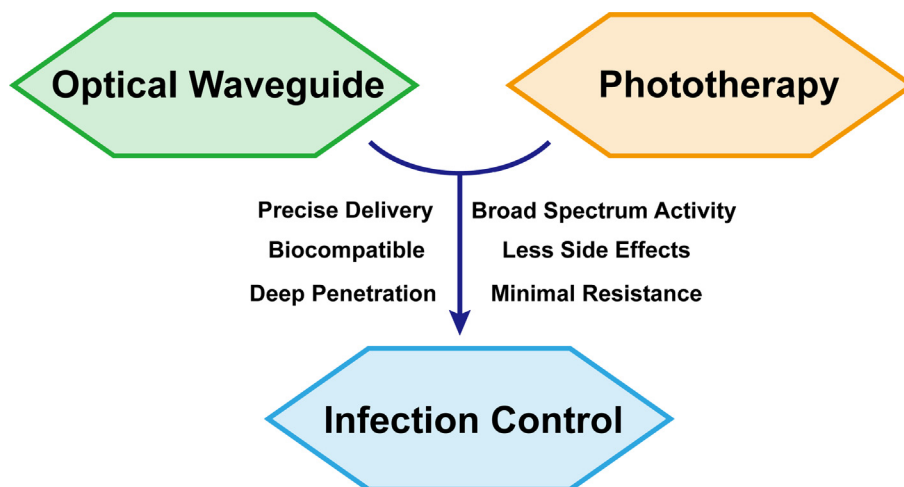 Optical Waveguide
Phototherapy
Precise Delivery
Broad Spectrum Activity
Biocompatible
Less Side Effects
Deep Penetration
Minimal Resistance
Infection Control